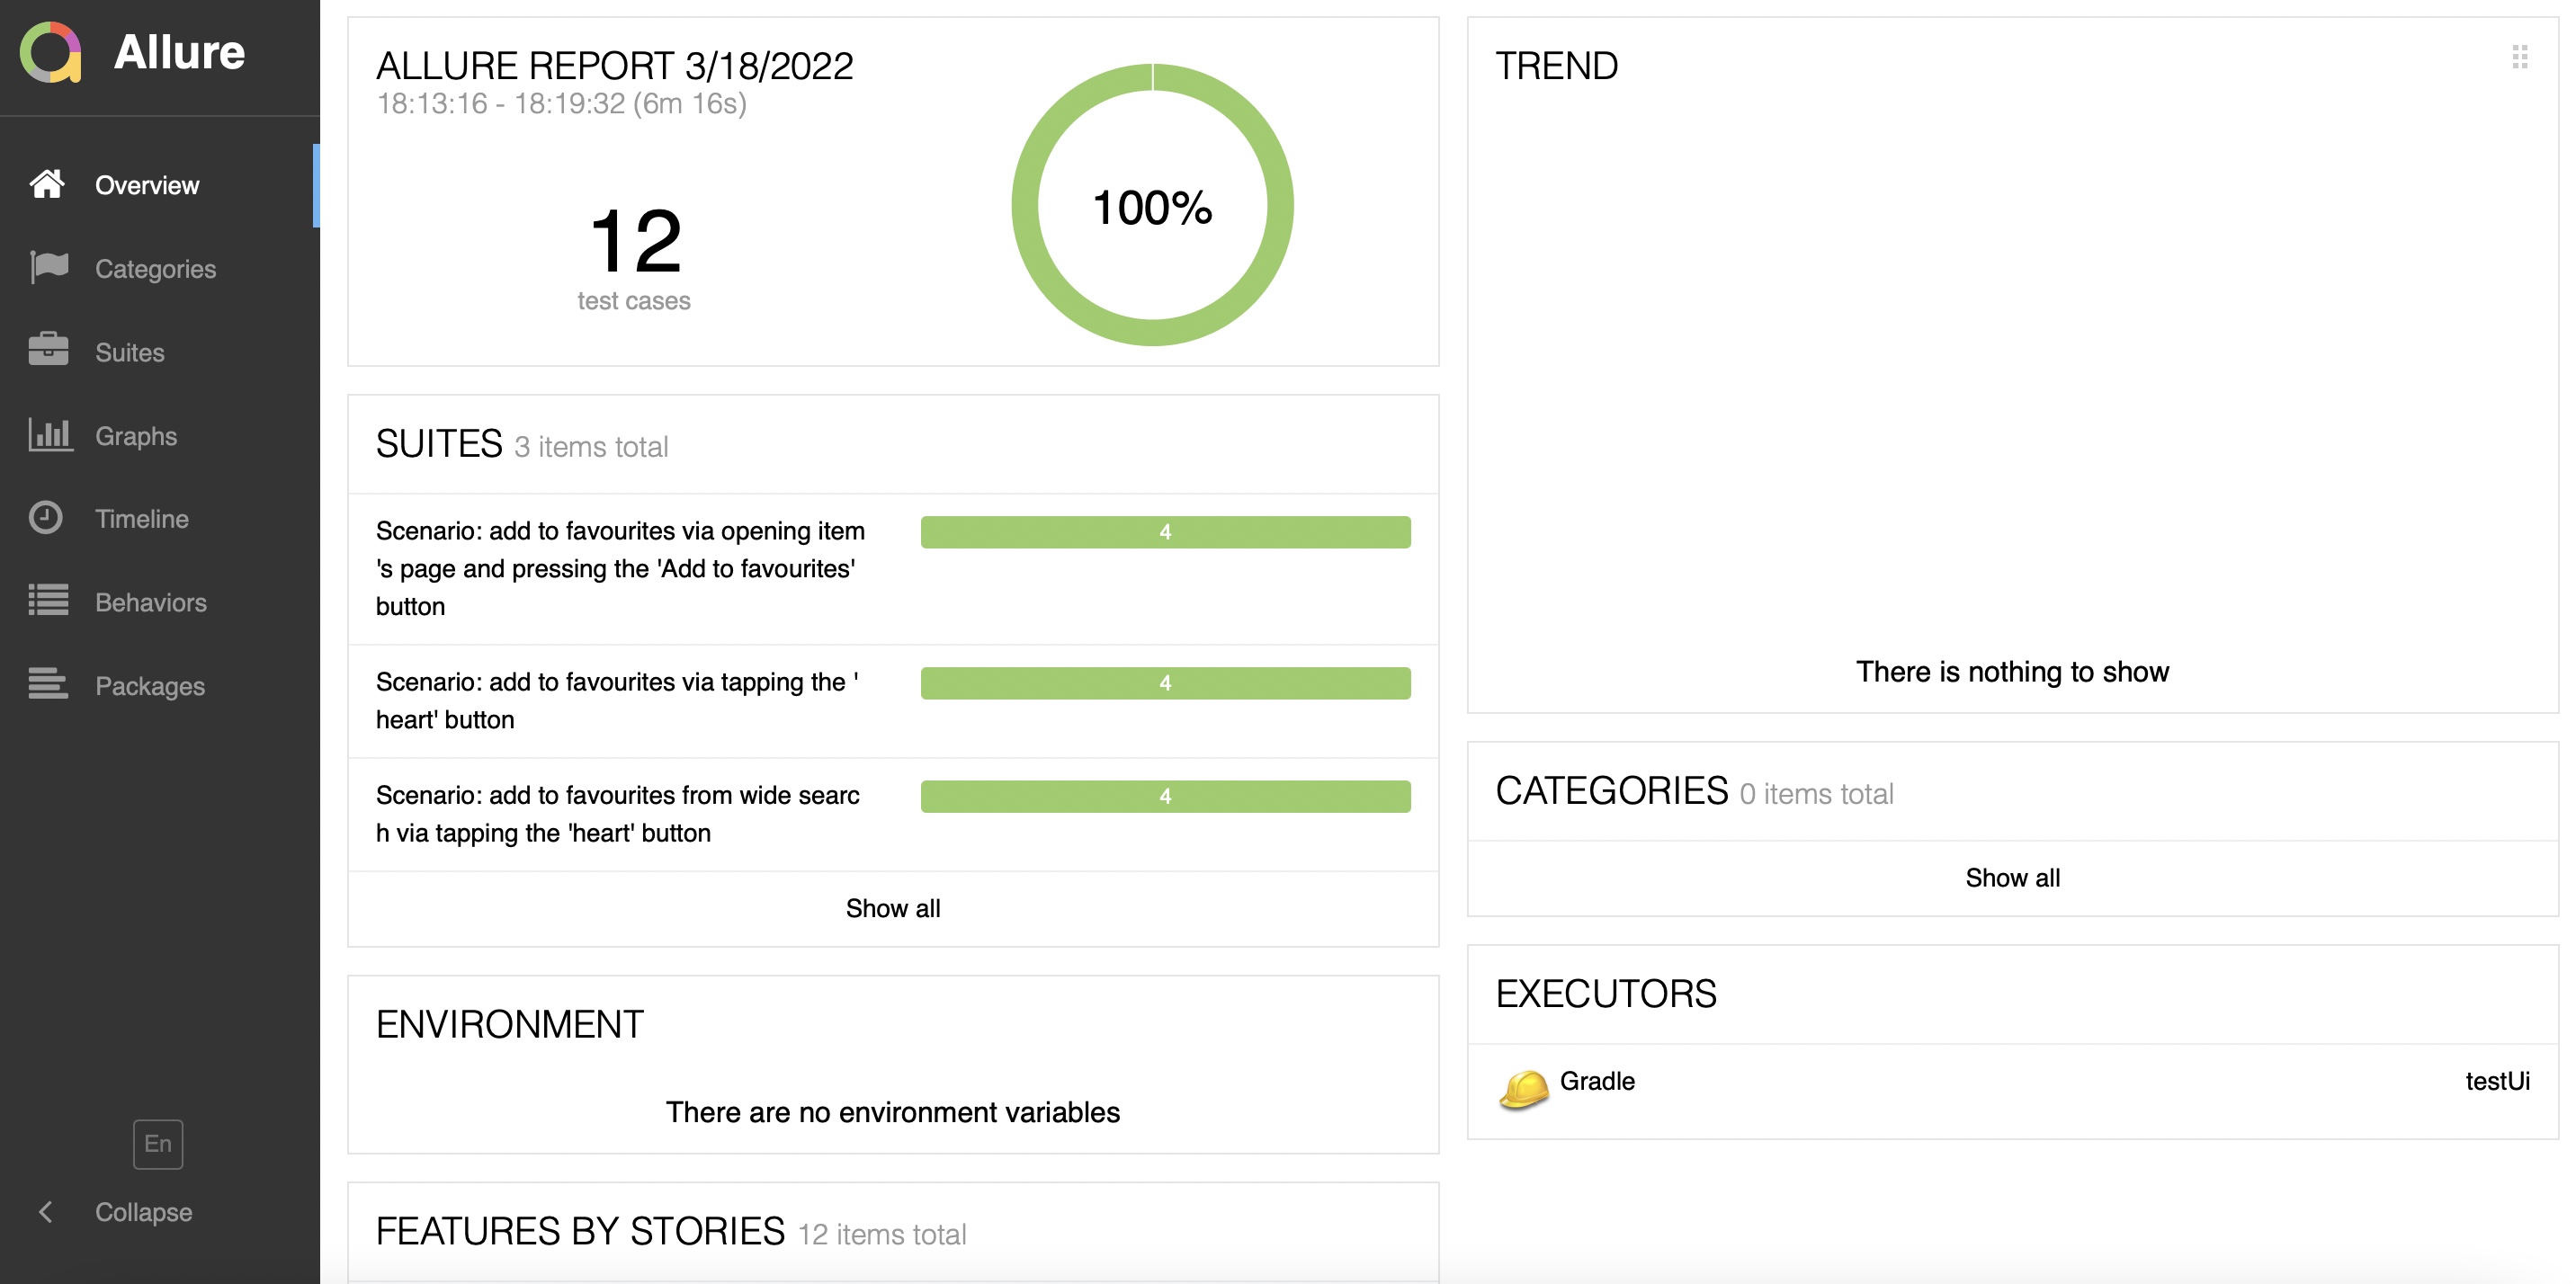 Allure
Overview
Categories
Suites
Graphs
Timeline
Behaviors
Packages
En
Collapse
ALLURE REPORT 3/18/2022
18:13:16 - 18:19:32 (6m 16s)
12
test cases
100%
SUITES 3 items total
Scenario: add to favourites via opening item
's page and pressing the 'Add to favourites'
button
4
Scenario: add to favourites via tapping the '
heart' button
4
Scenario: add to favourites from wide searc
h via tapping the 'heart' button
4
Show all
ENVIRONMENT
There are no environment variables
FEATURES BY STORIES 12 items total
TREND
There is nothing to show
CATEGORIES 0 items total
Show all
EXECUTORS
Gradle testUi